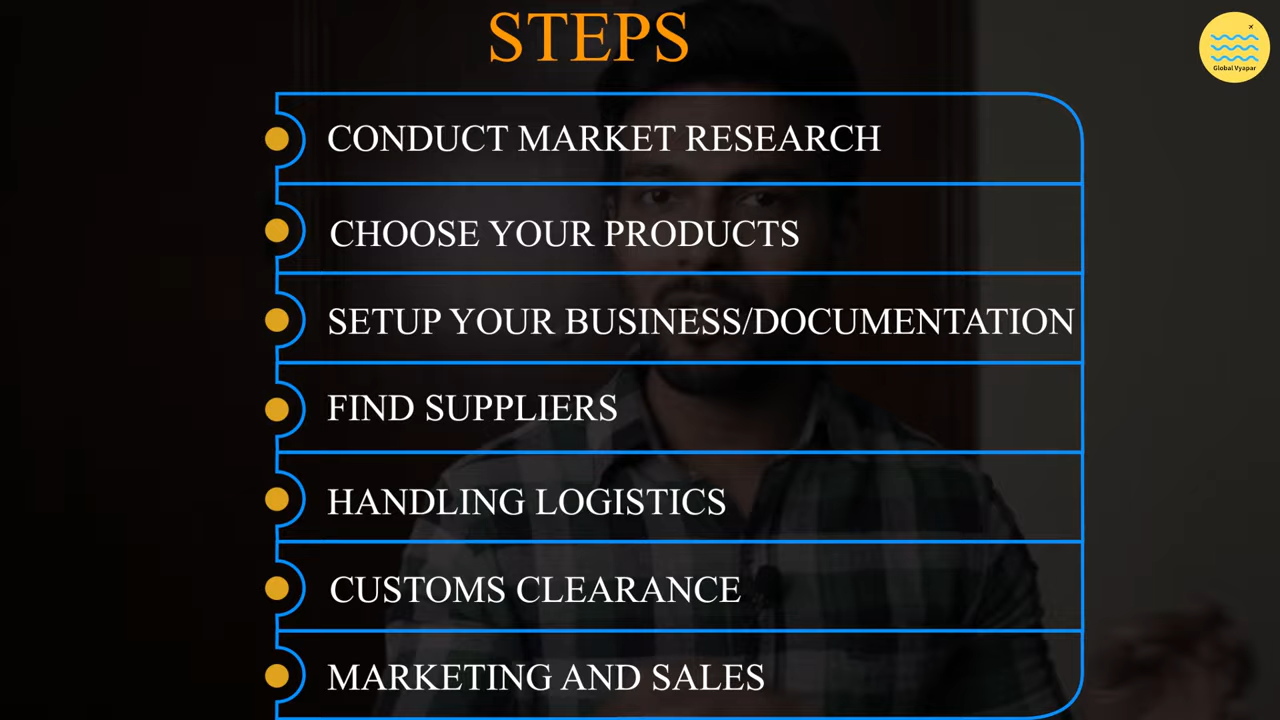 STEPS
Global Vyapar
CONDUCT MARKET RESEARCH
CHOOSE YOUR PRODUCTS
SETUP YOUR BUSINESS/DOCUMENTATION
FIND SUPPLIERS
HANDLING LOGISTICS
CUSTOMS CLEARANCE
MARKETING AND SALES